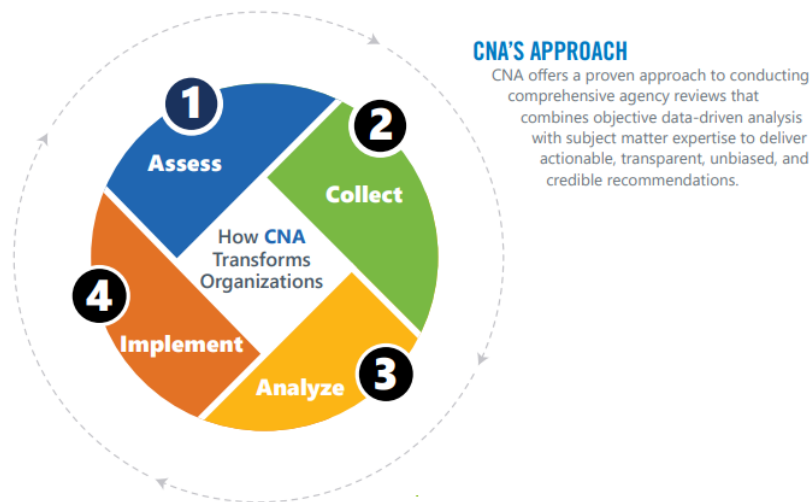 CNA'S APPROACH
CNA offers a proven approach to conducting
comprehensive agency reviews that
combines objective data-driven analysis
with subject matter expertise to deliver
actionable, transparent, unbiased, and
credible recommendations.
1
Assess
2
Collect
3
Analyze
4
Implement
How CNA
Transforms
Organizations